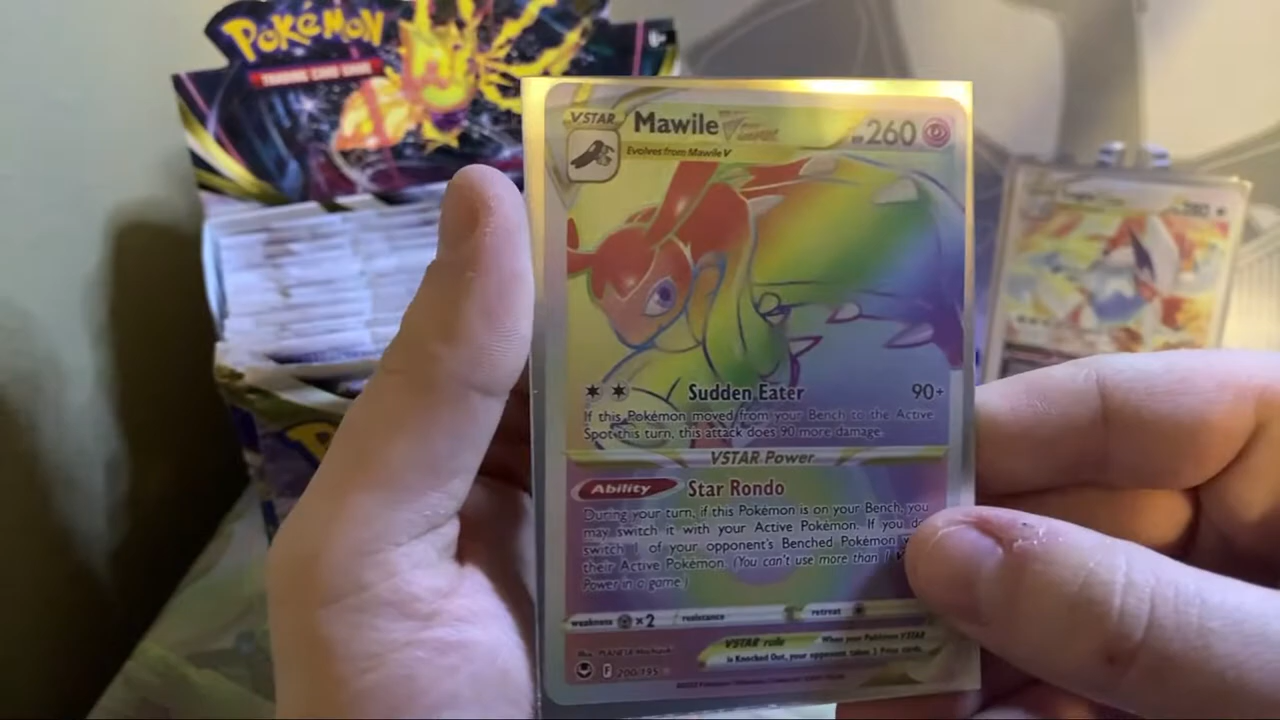 Pokémon
TRADING CARD GAME
VSTAR
Mawile
260
Evolves from Mawile V
Sudden Eater 90+
If this Pokémon moved from your Bench to the Active
Spot this turn, this attack does 90 more damage.
VSTAR Power
Ability Star Rondo
During your turn, if this Pokémon is on your Bench, you
may switch it with your Active Pokémon. If you do
switch 1 of your opponent's Benched Pokémon
their Active Pokémon. (You can't use more than 1 V
Power in a game.)
weakness ×2 resistance retreat
VSTAR rule When your Pokémon VSTAR
is Knocked Out, your opponent takes 2 Prize cards.
F 200/195